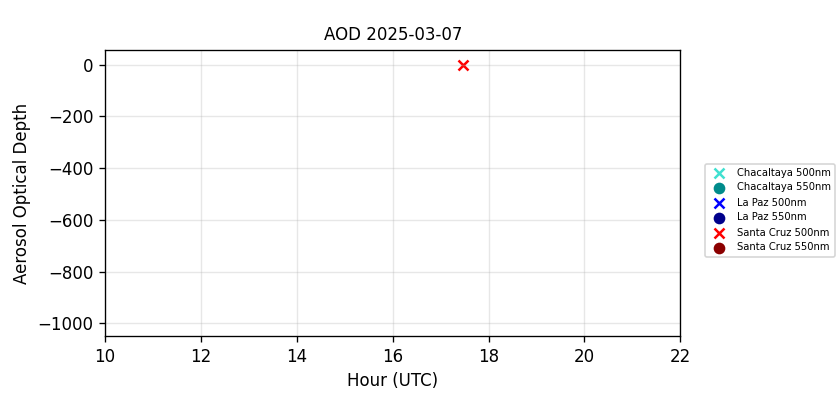 AOD 2025-03-07
Aerosol Optical Depth
0
−200
−400
−600
−800
−1000
10 12 14 16 18 20 22
Hour (UTC)
Chacaltaya 500nm
Chacaltaya 550nm
La Paz 500nm
La Paz 550nm
Santa Cruz 500nm
Santa Cruz 550nm